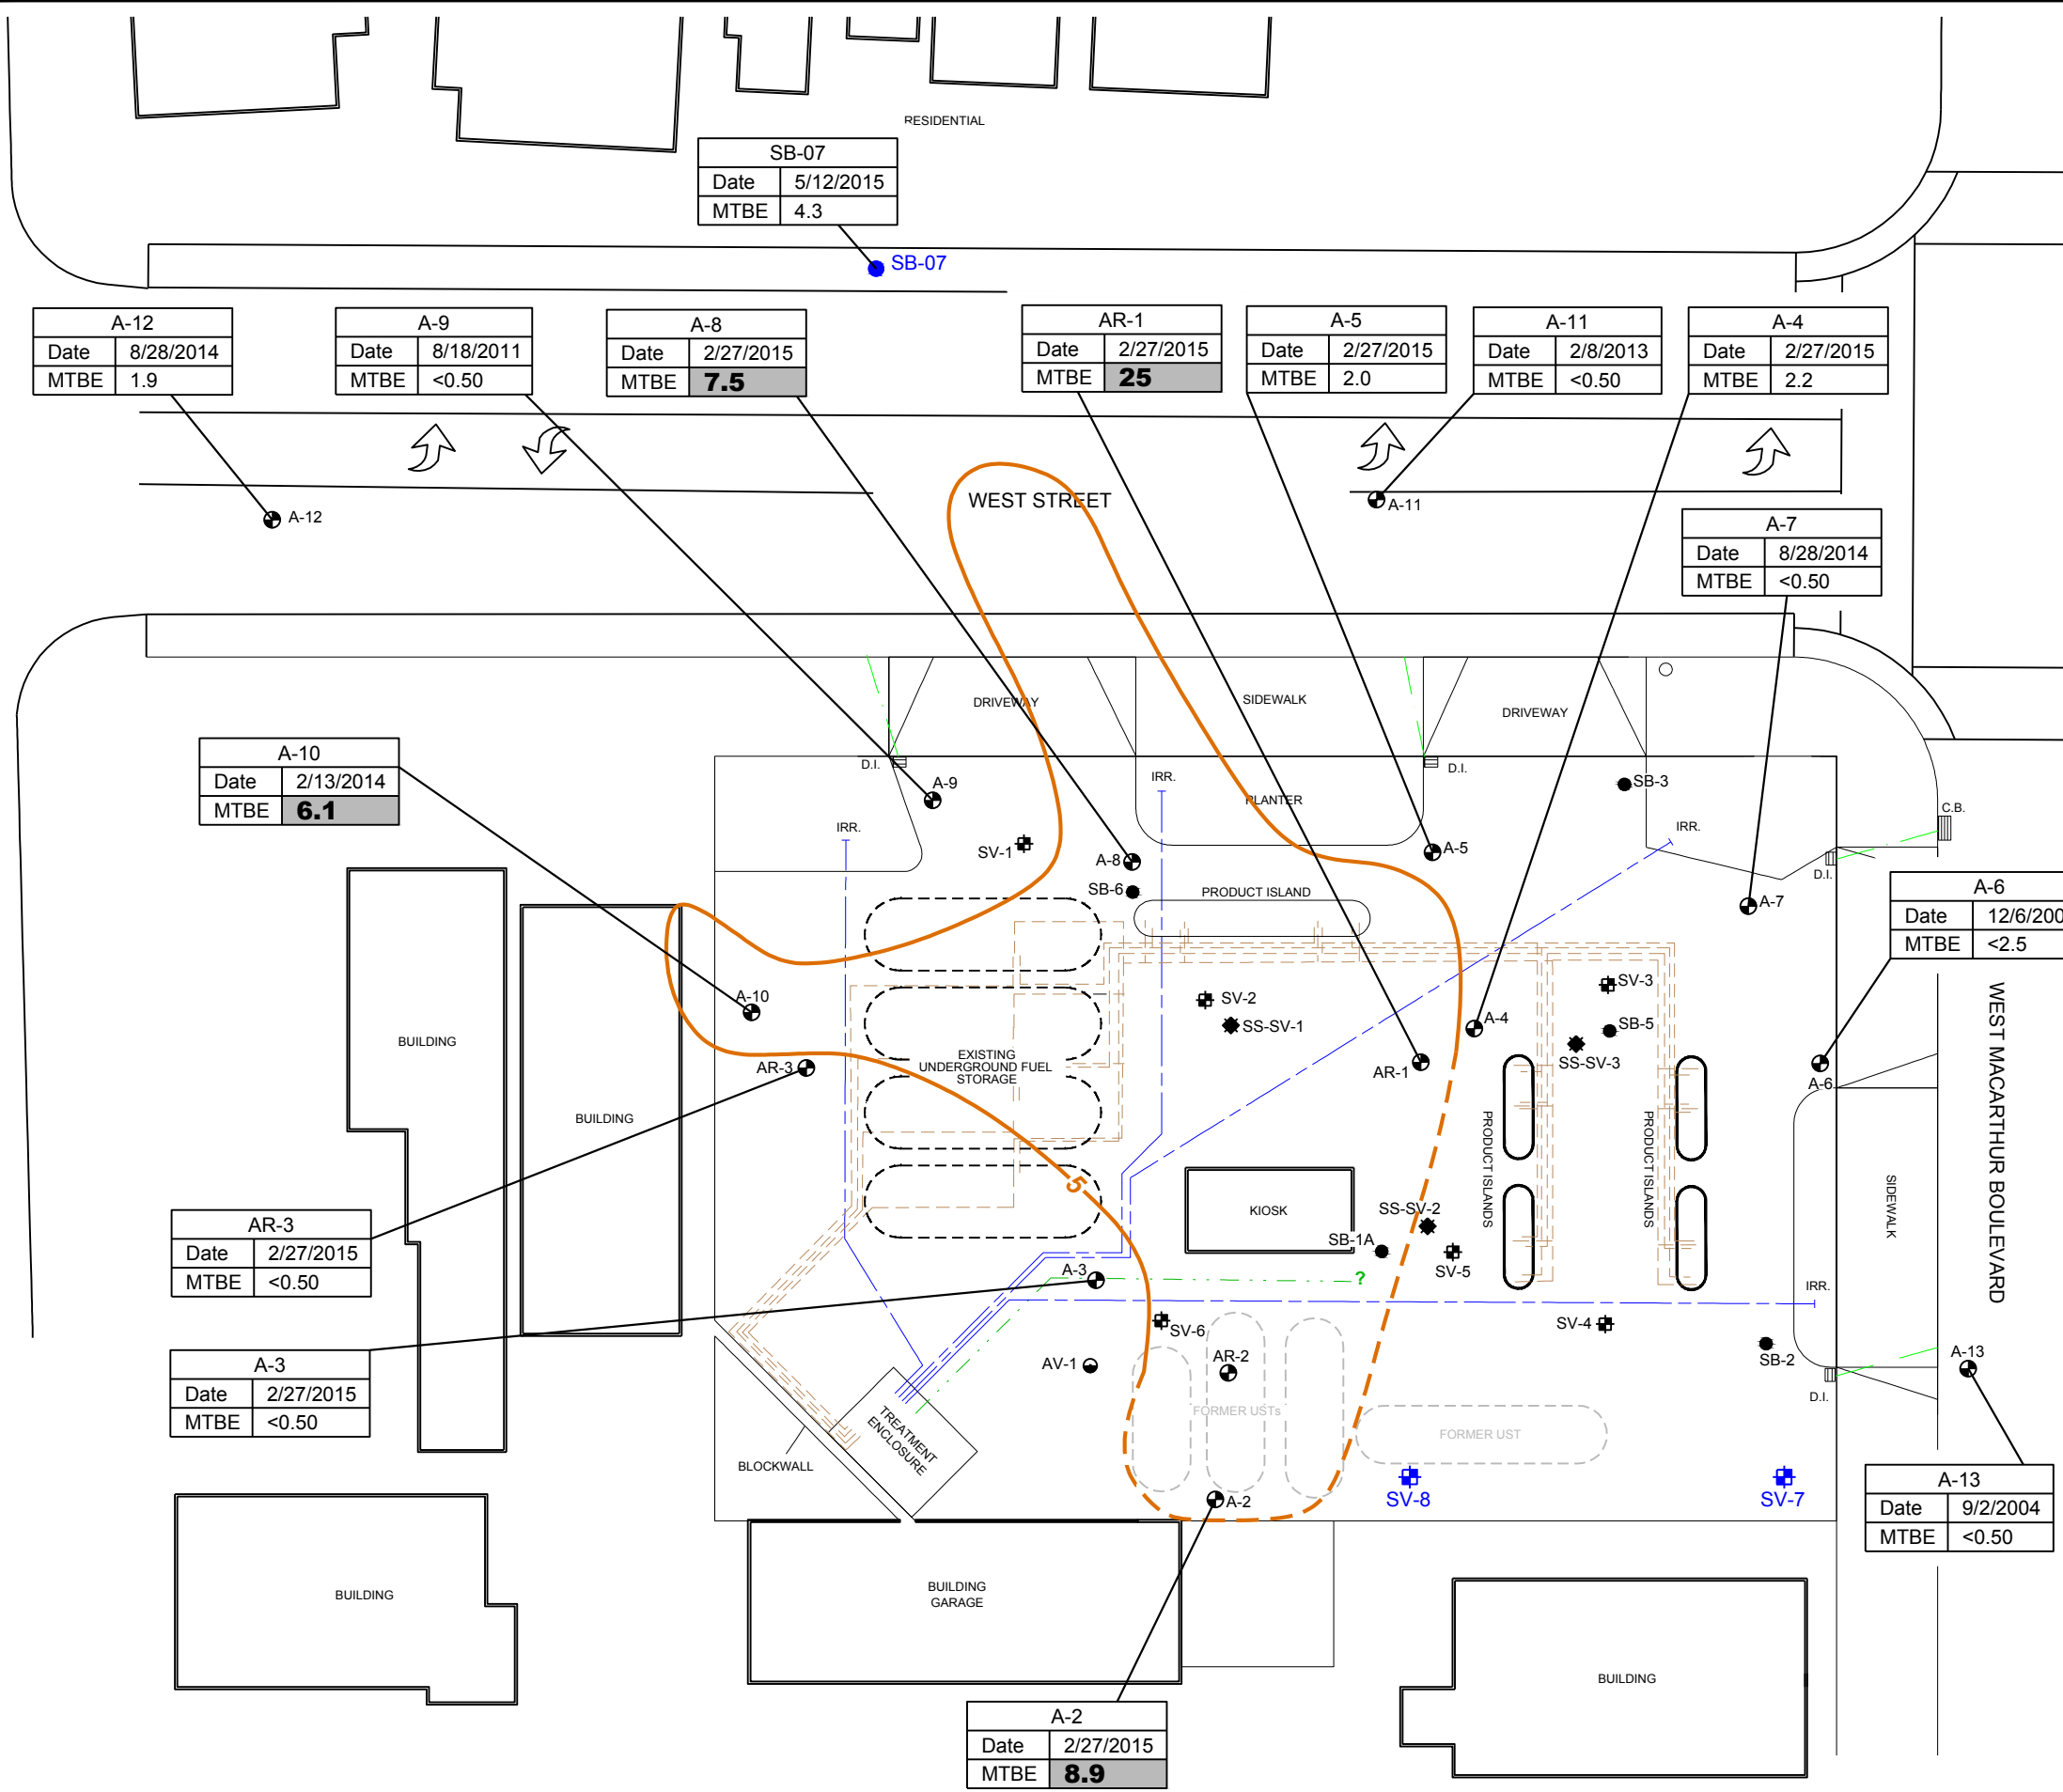 RESIDENTIAL
SB-07
Date 5/12/2015
MTBE 4.3
SB-07
A-12
Date 8/28/2014
MTBE 1.9
A-9
Date 8/18/2011
MTBE <0.50
A-8
Date 2/27/2015
MTBE 7.5
AR-1
Date 2/27/2015
MTBE 25
A-5
Date 2/27/2015
MTBE 2.0
A-11
Date 2/8/2013
MTBE <0.50
A-4
Date 2/27/2015
MTBE 2.2
WEST STREET
A-12
A-11
A-7
Date 8/28/2014
MTBE <0.50
DRIVEWAY
SIDEWALK
DRIVEWAY
A-10
Date 2/13/2014
MTBE 6.1
D.I.
A-9
IRR.
PLANTER
D.I.
SB-3
IRR.
SV-1
A-8
A-5
IRR.
C.B.
D.I.
SB-6
PRODUCT ISLAND
A-7
A-6
Date 12/6/200
MTBE <2.5
A-10
SV-2
SS-SV-1
A-4
SV-3
SB-5
SS-SV-3
BUILDING
EXISTING
UNDERGROUND FUEL
STORAGE
AR-3
AR-1
A-6
BUILDING
PRODUCT ISLANDS
PRODUCT ISLANDS
WEST MACARTHUR BOULEVARD
SIDEWALK
5
KIOSK
SS-SV-2
SB-1A
SV-5
AR-3
Date 2/27/2015
MTBE <0.50
A-3
?
IRR.
SV-6
SV-4
SB-2
A-3
Date 2/27/2015
MTBE <0.50
AV-1
AR-2
A-13
D.I.
FORMER USTs
FORMER UST
TREATMENT
ENCLOSURE
BLOCKWALL
A-2
SV-8
SV-7
A-13
Date 9/2/2004
MTBE <0.50
BUILDING
BUILDING
GARAGE
BUILDING
A-2
Date 2/27/2015
MTBE 8.9